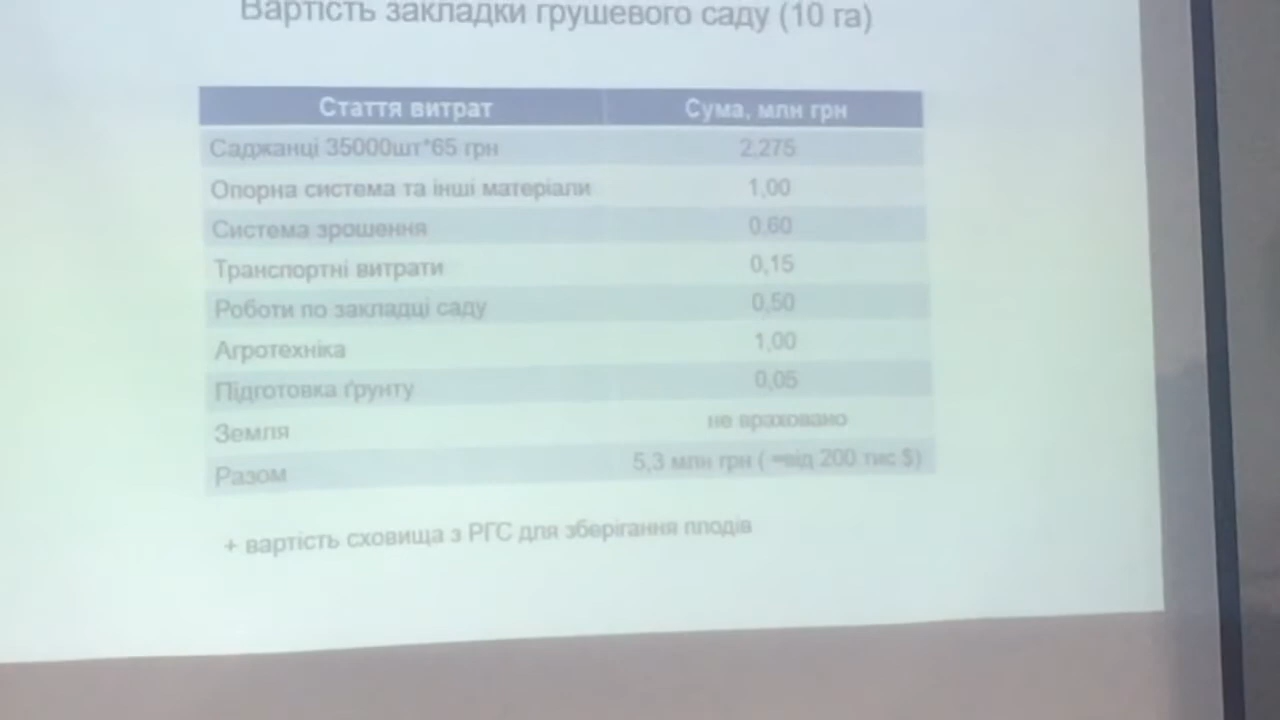 Вартість закладки грушевого саду (10 га)
Стаття витрат Сума, млн грн
Саджанці 35000шт*65 грн 2,275
Опорна система та інші матеріали 1,00
Система зрошення 0,60
Транспортні витрати 0,15
Роботи по закладці саду 0,50
Агротехніка 1,00
Підготовка ґрунту 0,05
Земля не враховано
Разом 5,3 млн грн ( ≈від 200 тис $)
+ вартість сховища з РГС для зберігання плодів